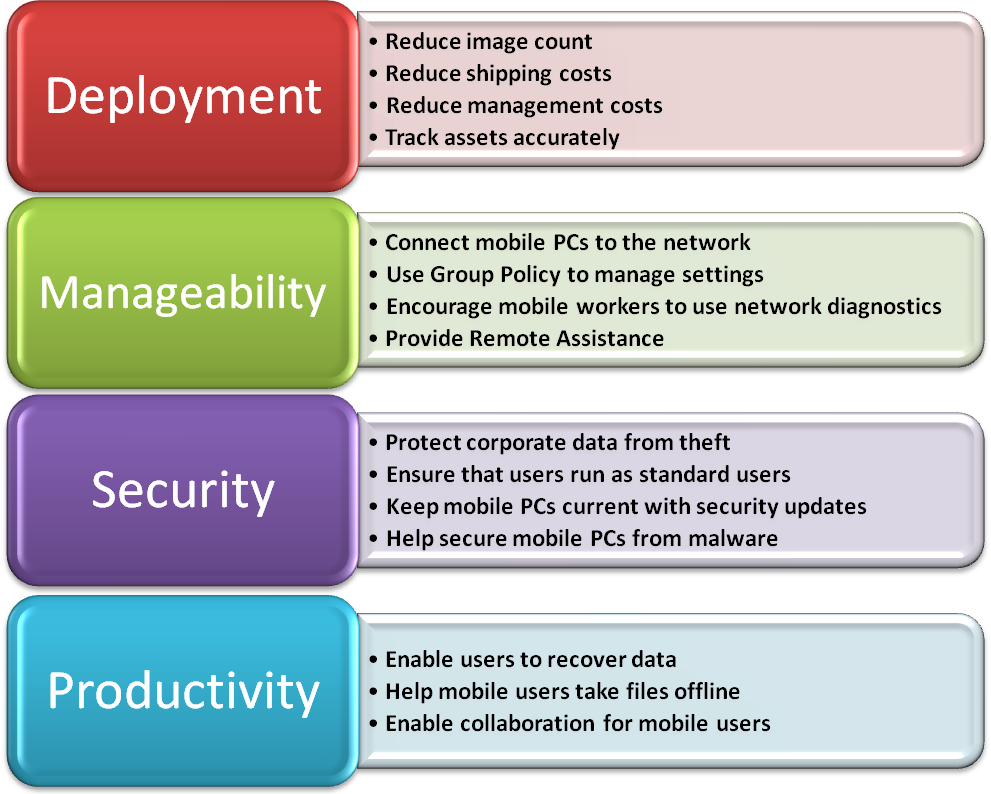 Deployment
• Reduce image count
• Reduce shipping costs
• Reduce management costs
• Track assets accurately
Manageability
• Connect mobile PCs to the network
• Use Group Policy to manage settings
• Encourage mobile workers to use network diagnostics
• Provide Remote Assistance
Security
• Protect corporate data from theft
• Ensure that users run as standard users
• Keep mobile PCs current with security updates
• Help secure mobile PCs from malware
Productivity
• Enable users to recover data
• Help mobile users take files offline
• Enable collaboration for mobile users